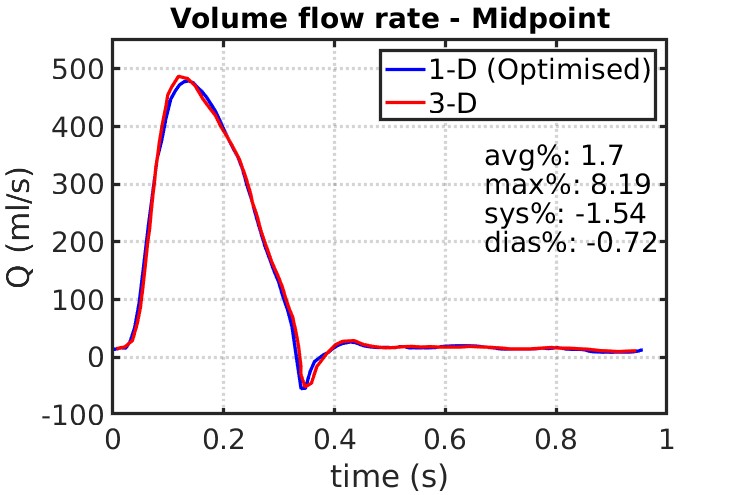 Volume flow rate - Midpoint
1-D (Optimised)
3-D
avg%: 1.7
max%: 8.19
sys%: -1.54
dias%: -0.72
Q (ml/s)
500
400
300
200
100
0
-100
0 0.2 0.4 0.6 0.8 1
time (s)